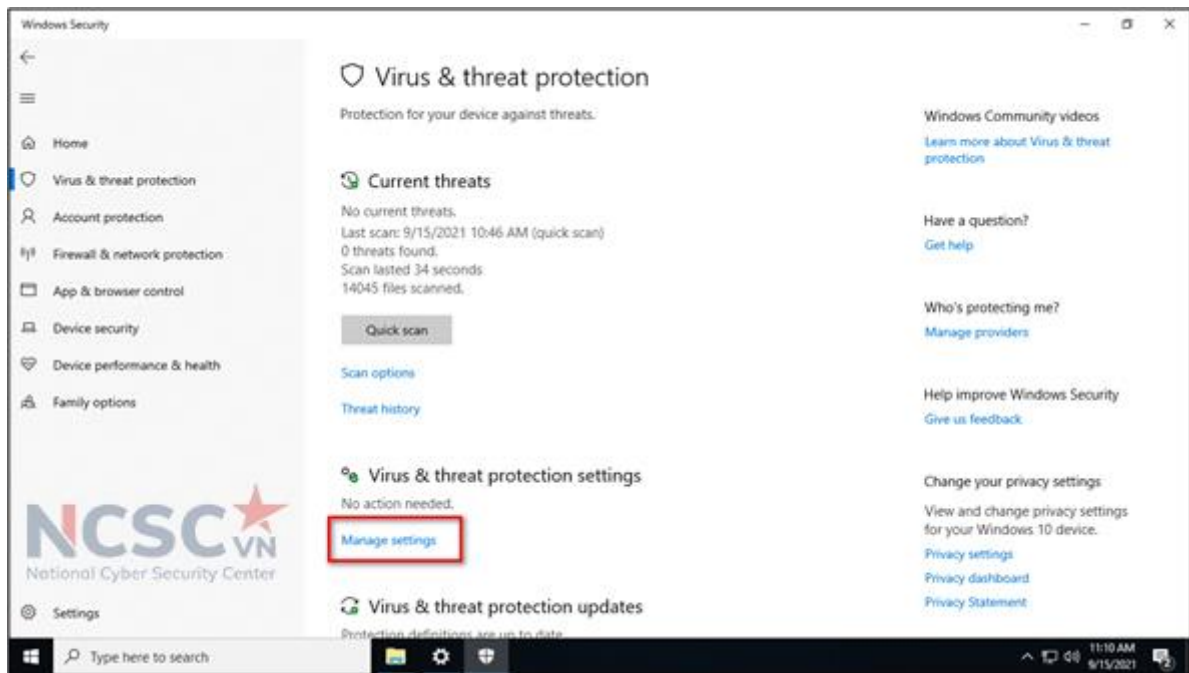 Windows Security
Home
Virus & threat protection
Account protection
Firewall & network protection
App & browser control
Device security
Device performance & health
Family options
NCSC VN
National Cyber Security Center
Settings
Virus & threat protection
Protection for your device against threats.
Current threats
No current threats.
Last scan: 9/15/2021 10:46 AM (quick scan)
0 threats found.
Scan lasted 34 seconds
14045 files scanned.
Quick scan
Scan options
Threat history
Virus & threat protection settings
No action needed.
Manage settings
Virus & threat protection updates
Protection definitions are up to date.
Windows Community videos
Learn more about Virus & threat
protection
Have a question?
Get help
Who's protecting me?
Manage providers
Help improve Windows Security
Give us feedback
Change your privacy settings
View and change privacy settings
for your Windows 10 device.
Privacy settings
Privacy dashboard
Privacy Statement
Type here to search
11:10 AM
9/15/2021
2